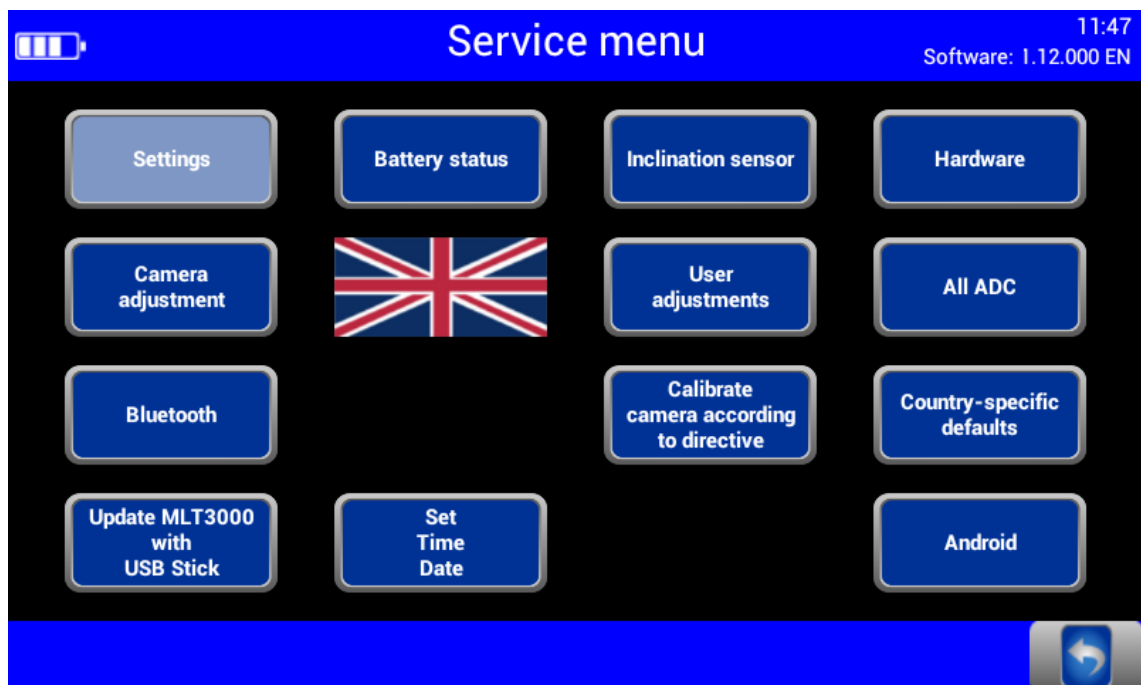 Service menu
11:47
Software: 1.12.000 EN
Settings
Battery status
Inclination sensor
Hardware
Camera
adjustment
User
adjustments
All ADC
Bluetooth
Calibrate
camera according
to directive
Country-specific
defaults
Update MLT3000
with
USB Stick
Set
Time
Date
Android